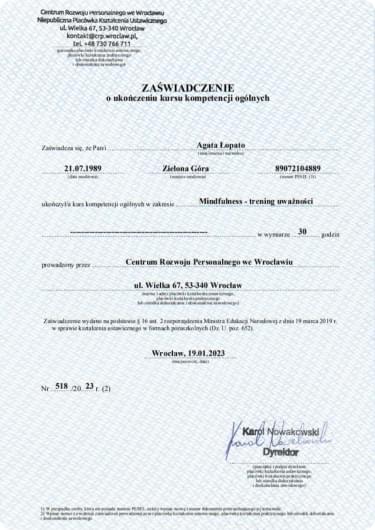 Centrum Rozwoju Personalnego we Wrocławiu
Niepubliczna Placówka Kształcenia Ustawicznego
ul. Wielka 67, 53-340 Wrocław
kontakt@crp.wroclaw.pl,
tel. +48 730 766 711
ZAŚWIADCZENIE
o ukończeniu kursu kompetencji ogólnych
Zaświadcza się, że Pan/i Agata Łopato
(imię/imiona i nazwisko)
21.07.1989 Zielona Góra 89072104889
(data urodzenia) (miejsce urodzenia) (numer PESEL (1))
ukończył/a kurs kompetencji ogólnych w zakresie Mindfulness - trening uważności
w wymiarze 30 godzin
prowadzony przez Centrum Rozwoju Personalnego we Wrocławiu
ul. Wielka 67, 53-340 Wrocław
Zaświadczenie wydano na podstawie § 16 ust. 2 rozporządzenia Ministra Edukacji Narodowej z dnia 19 marca 2019 r.
w sprawie kształcenia ustawicznego w formach pozaszkolnych (Dz. U. poz. 652).
Wrocław, 19.01.2023
(miejscowość, data)
Nr 518 /20 23 r. (2)
Karol Nowakowski
Dyrektor